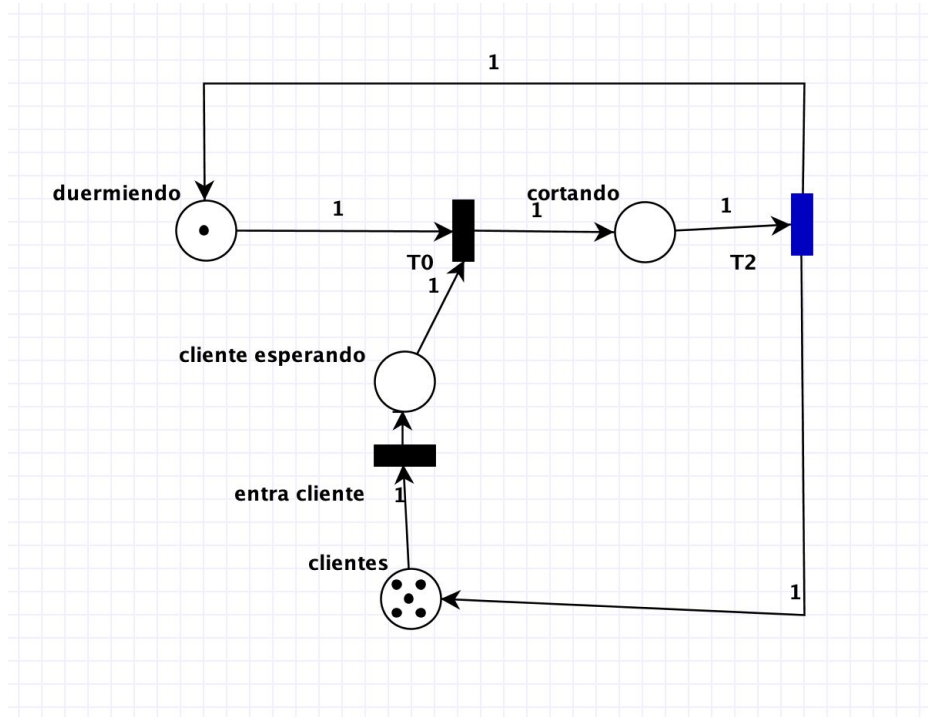 1
duermiendo
1
cortando
1
1
T0
T2
1
cliente esperando
entra cliente
1
clientes
1